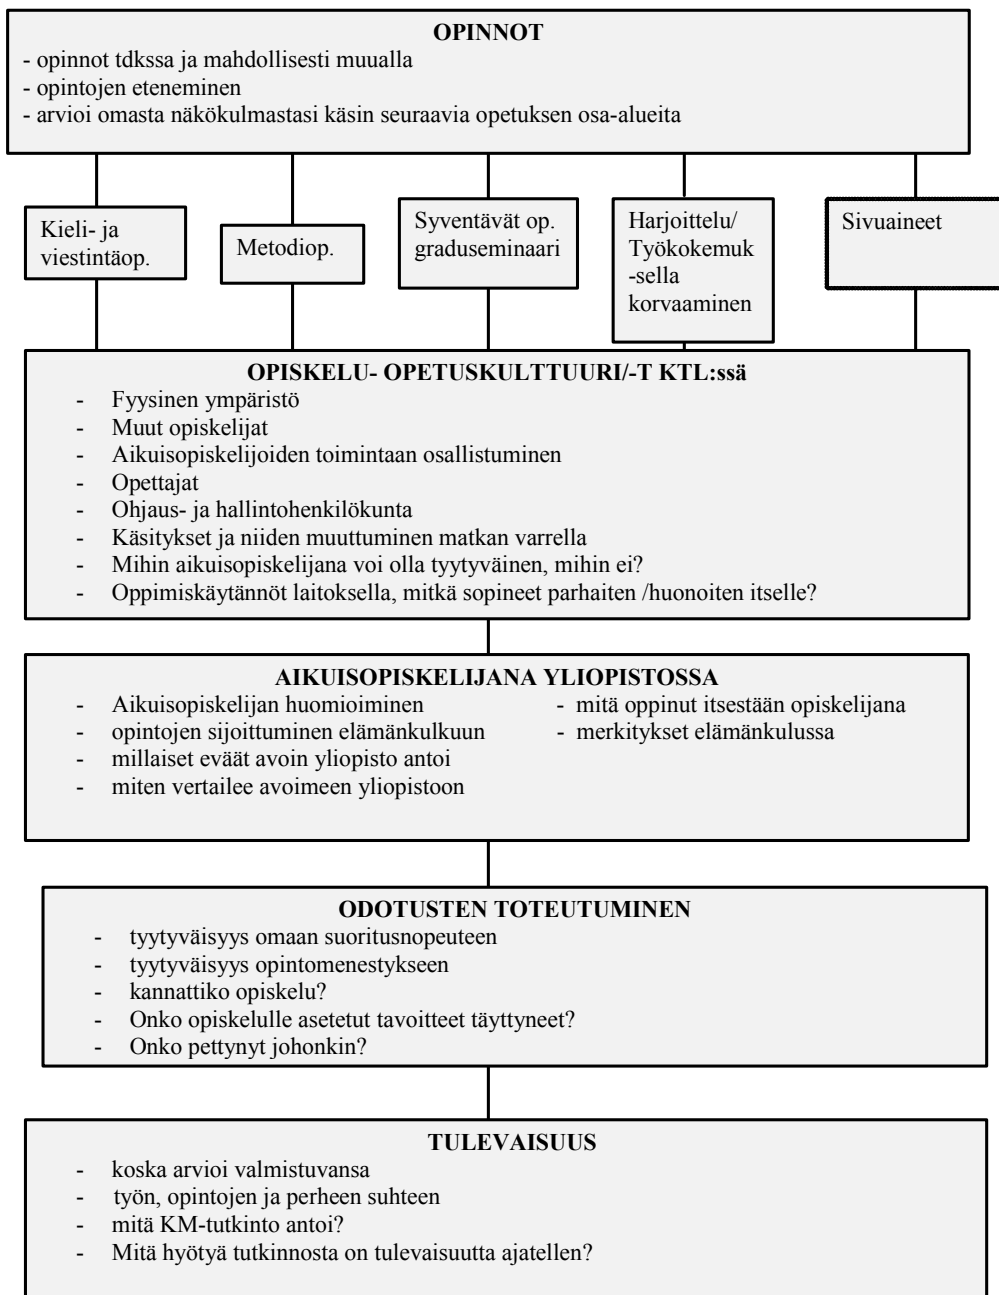 OPINNOT
- opinnot tdkssa ja mahdollisesti muualla
- opintojen eteneminen
- arvioi omasta näkökulmastasi käsin seuraavia opetuksen osa-alueita
Kieli- ja
viestintäop.
Metodiop.
Syventävät op.
graduseminaari
Harjoittelu/
Työkokemuk
-sella
korvaaminen
Sivuaineet
OPISKELU- OPETUSKULTTUURI/-T KTL:ssä
- Fyysinen ympäristö
- Muut opiskelijat
- Aikuisopiskelijoiden toimintaan osallistuminen
- Opettajat
- Ohjaus- ja hallintohenkilökunta
- Käsitykset ja niiden muuttuminen matkan varrella
- Mihin aikuisopiskelijana voi olla tyytyväinen, mihin ei?
- Oppimiskäytännöt laitoksella, mitkä sopineet parhaiten /huonoiten itselle?
AIKUISOPISKELIJANA YLIOPISTOSSA
- Aikuisopiskelijan huomioiminen
- opintojen sijoittuminen elämänkulkuun
- millaiset eväät avoin yliopisto antoi
- miten vertailee avoimeen yliopistoon
- mitä oppinut itsestään opiskelijana
- merkitykset elämänkulussa
ODOTUSTEN TOTEUTUMINEN
- tyytyväisyys omaan suoritusnopeuteen
- tyytyväisyys opintomenestykseen
- kannattiko opiskelu?
- Onko opiskelulle asetetut tavoitteet täyttyneet?
- Onko pettynyt johonkin?
TULEVAISUUS
- koska arvioi valmistuvansa
- työn, opintojen ja perheen suhteen
- mitä KM-tutkinto antoi?
- Mitä hyötyä tutkinnosta on tulevaisuutta ajatellen?